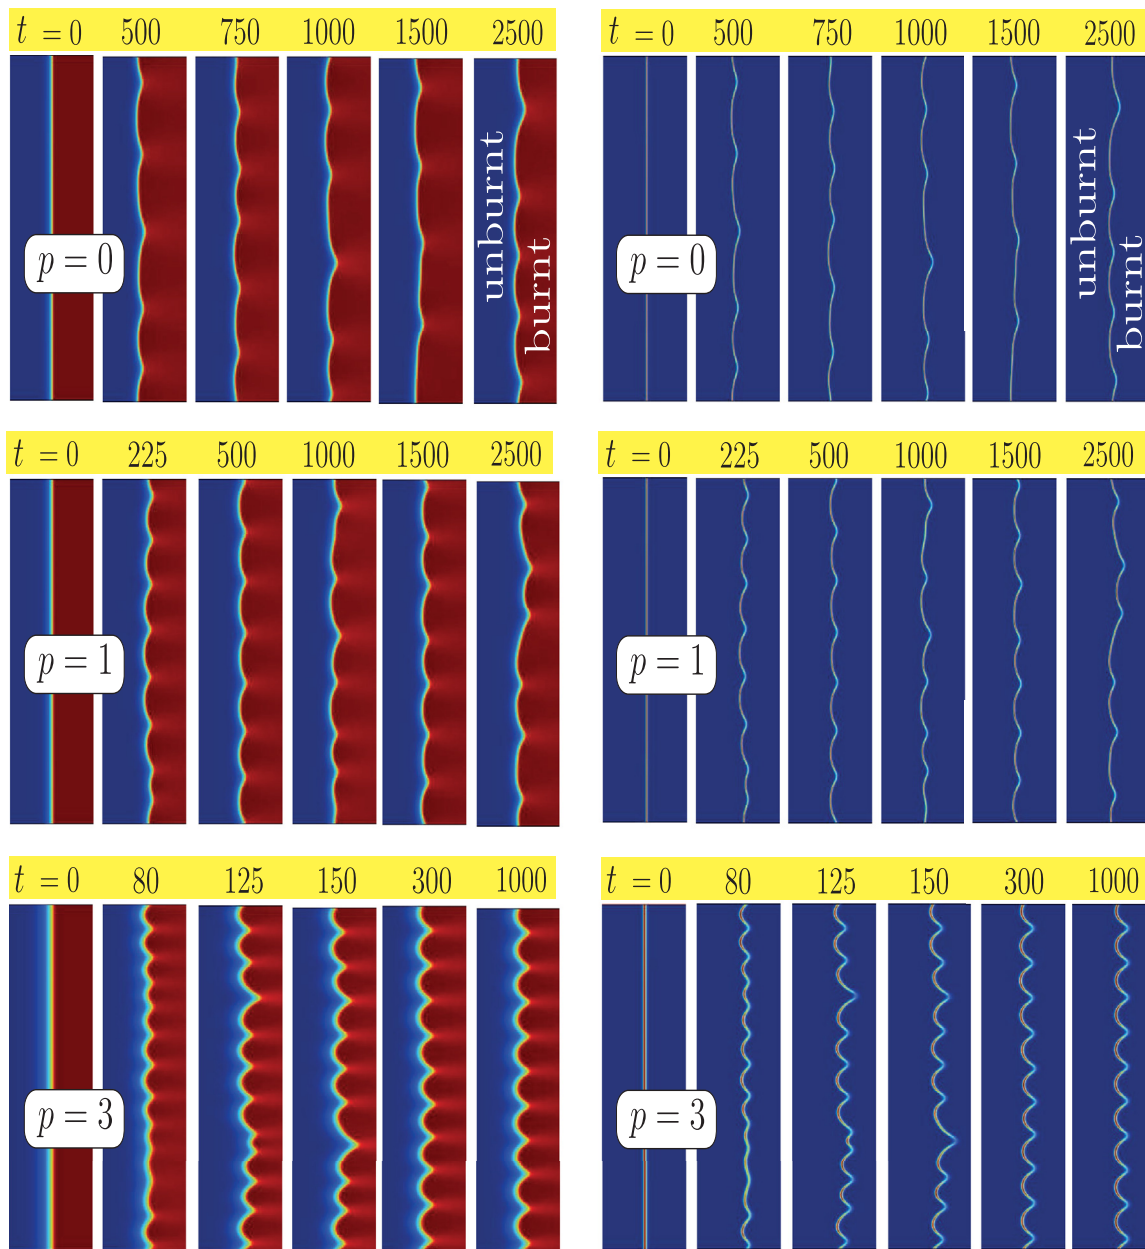 t = 0 500 750 1000 1500 2500
t = 0 500 750 1000 1500 2500
unburnt
burnt
p = 0
unburnt
burnt
p = 0
t = 0 225 500 1000 1500 2500
t = 0 225 500 1000 1500 2500
p = 1
p = 1
t = 0 80 125 150 300 1000
t = 0 80 125 150 300 1000
p = 3
p = 3